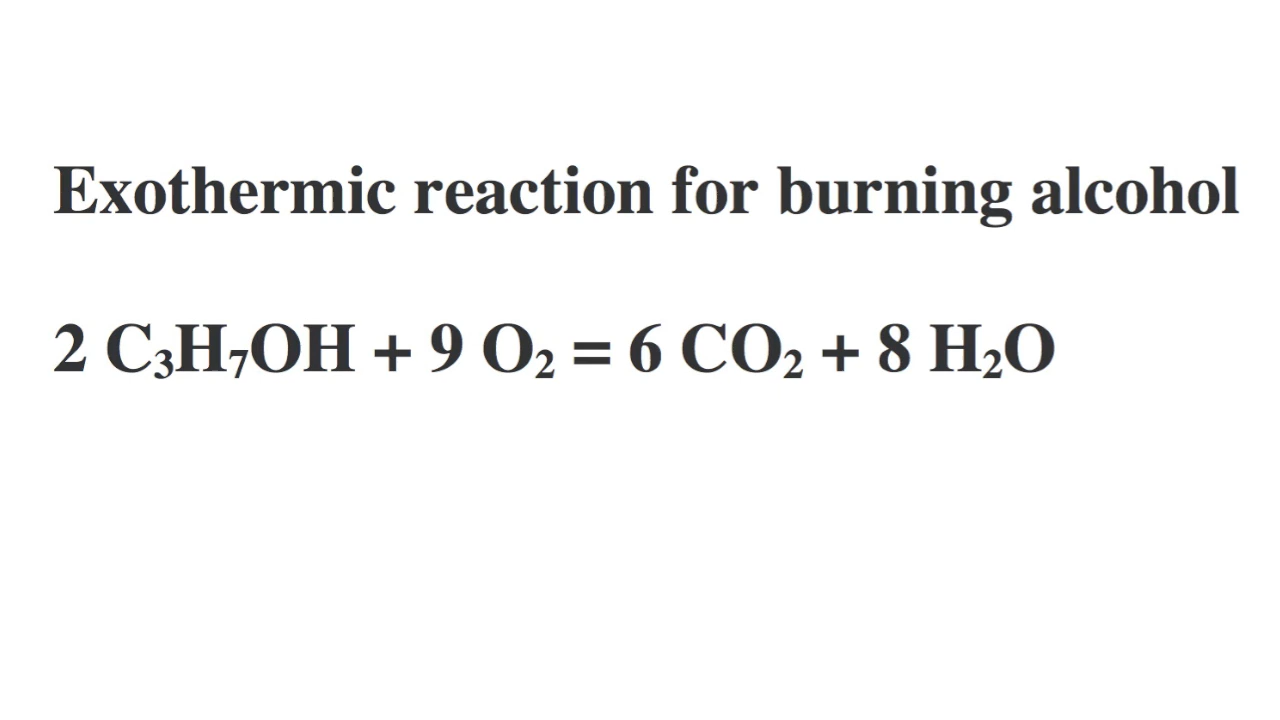 Exothermic reaction for burning alcohol
2 C₃H₇OH + 9 O₂ = 6 CO₂ + 8 H₂O